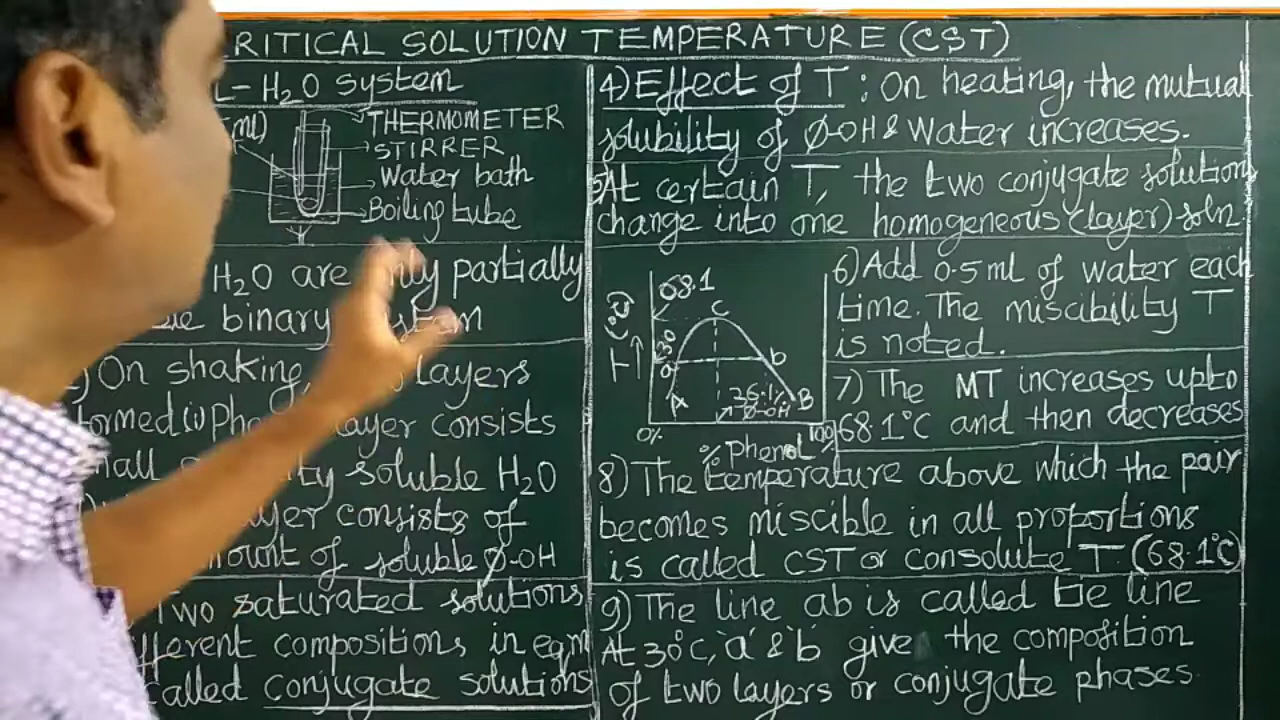 RITICAL SOLUTION TEMPERATURE (CST)
L-H2O system
THERMOMETER
STIRRER
Water bath
Boiling tube
ml)
H2O are only partially
binary system
On shaking, layers
formed (i) Ph layer consists
small soluble H2O
layer consists of
amount of soluble ϕ-OH
Two saturated solutions
fferent compositions in eqm
called conjugate solutions
4) Effect of T : On heating, the mutual
solubility of ϕ-OH & Water increases.
5) At certain T, the two conjugate solution
change into one homogeneous (layer) soln
T (°C)
68.1
30
C
a
b
A
B
36.1%
ϕ-OH
0%
100%
% Phenol
6) Add 0.5 ml of water each
time. The miscibility T
is noted.
7) The MT increases upto
68.1°C and then decreases
8) The temperature above which the pair
becomes miscible in all proportions
is called CST or consolute T (68.1°C)
9) The line ab is called tie line
At 30°C, 'a' & 'b' give the composition
of two layers or conjugate phases